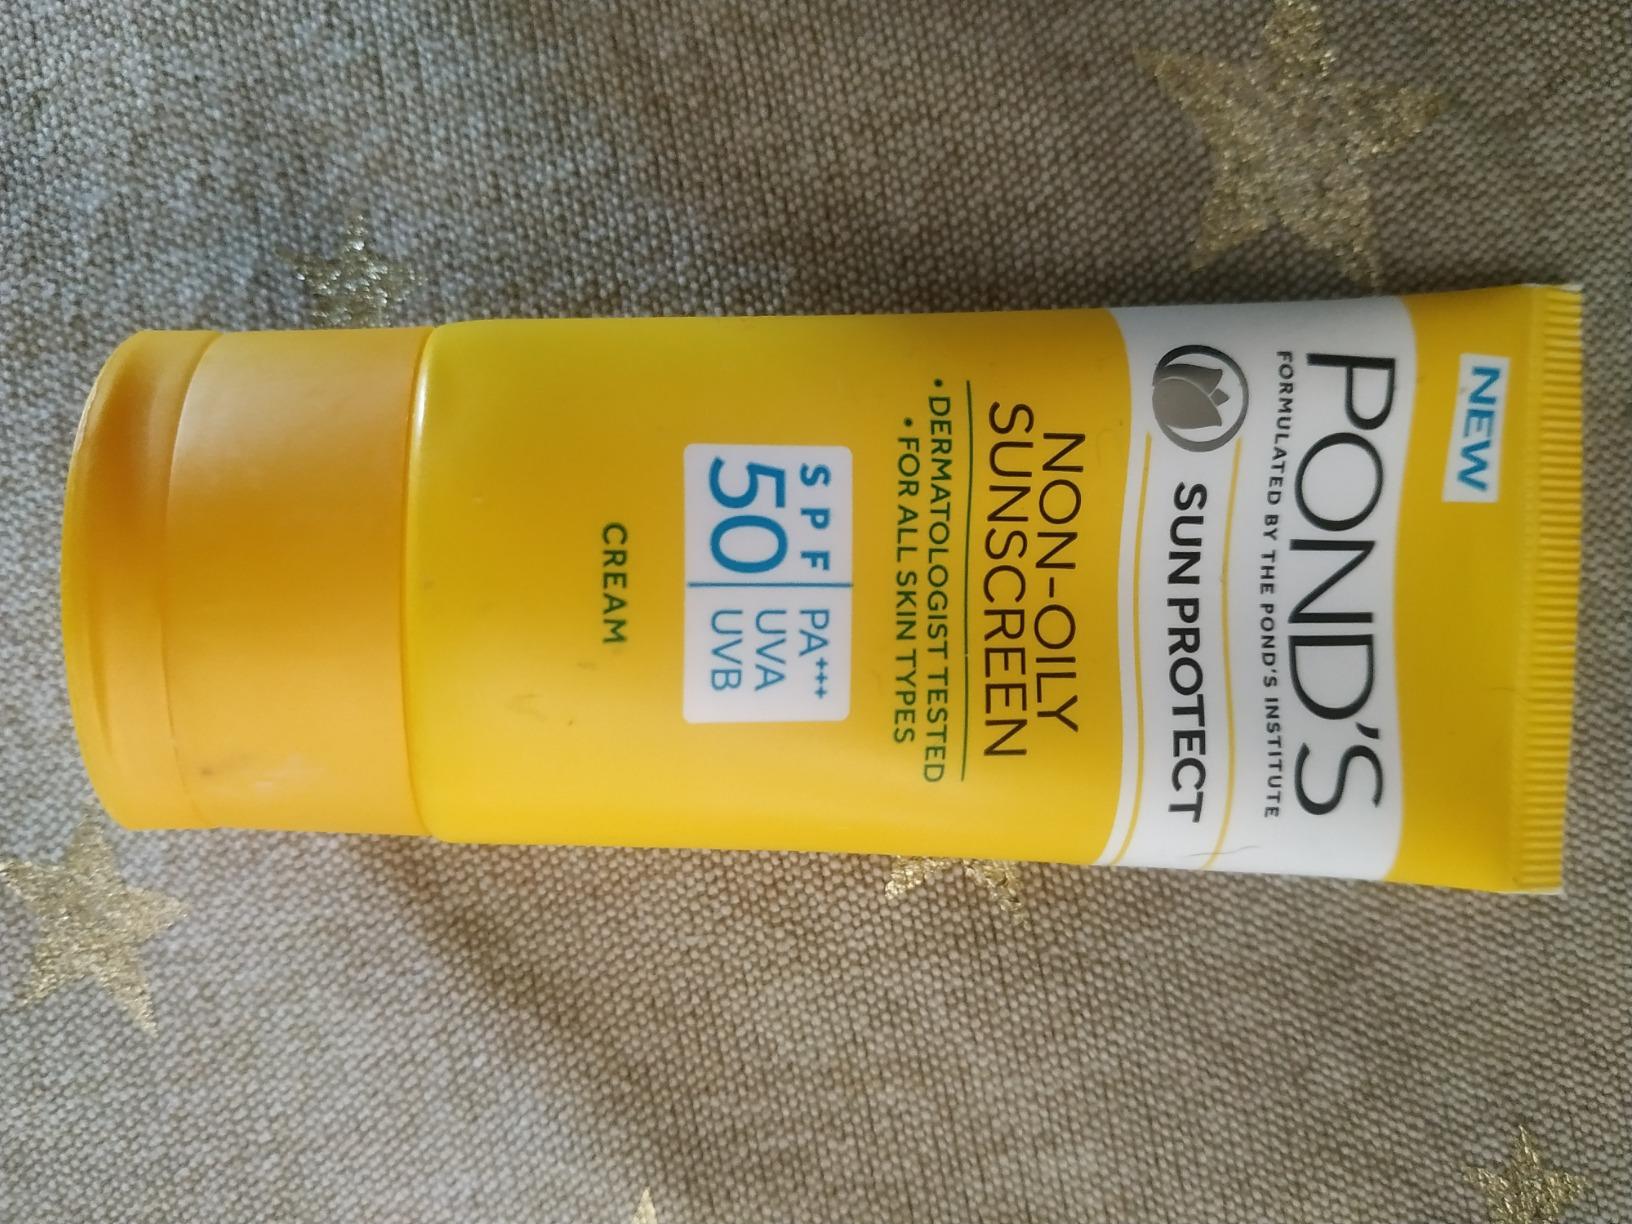 NEW
POND'S
FORMULATED BY THE POND'S INSTITUTE
SUN PROTECT
NON-OILY
SUNSCREEN
• DERMATOLOGIST TESTED
• FOR ALL SKIN TYPES
SPF 50
PA+++
UVA
UVB
CREAM